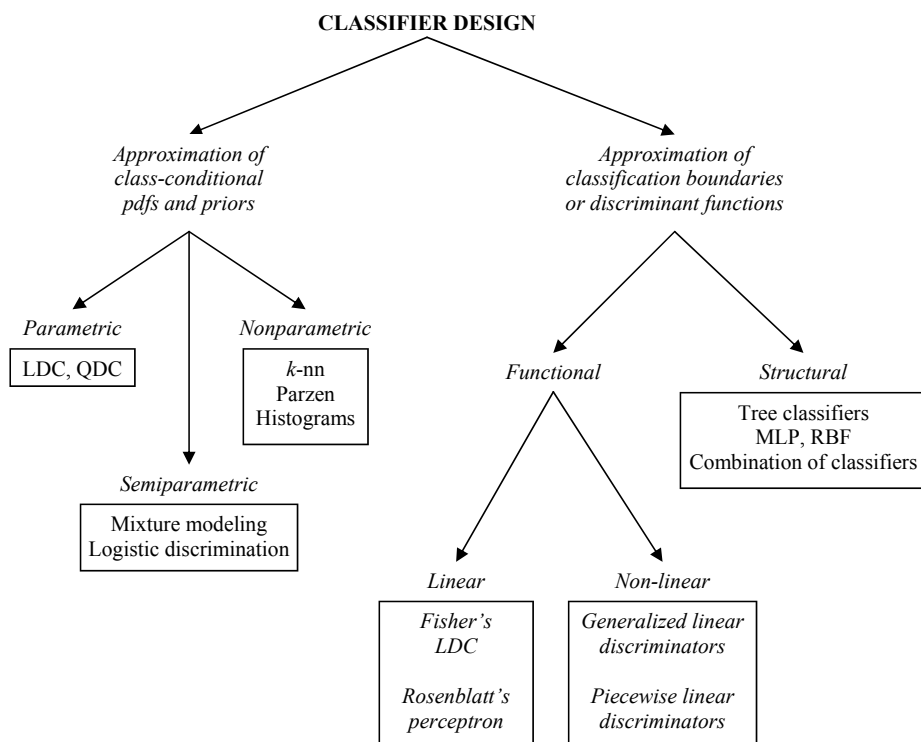 CLASSIFIER DESIGN
Approximation of
class-conditional
pdfs and priors
Approximation of
classification boundaries
or discriminant functions
Parametric
LDC, QDC
Nonparametric
k-nn
Parzen
Histograms
Semiparametric
Mixture modeling
Logistic discrimination
Functional
Structural
Tree classifiers
MLP, RBF
Combination of classifiers
Linear
Fisher’s
LDC
Rosenblatt’s
perceptron
Non-linear
Generalized linear
discriminators
Piecewise linear
discriminators